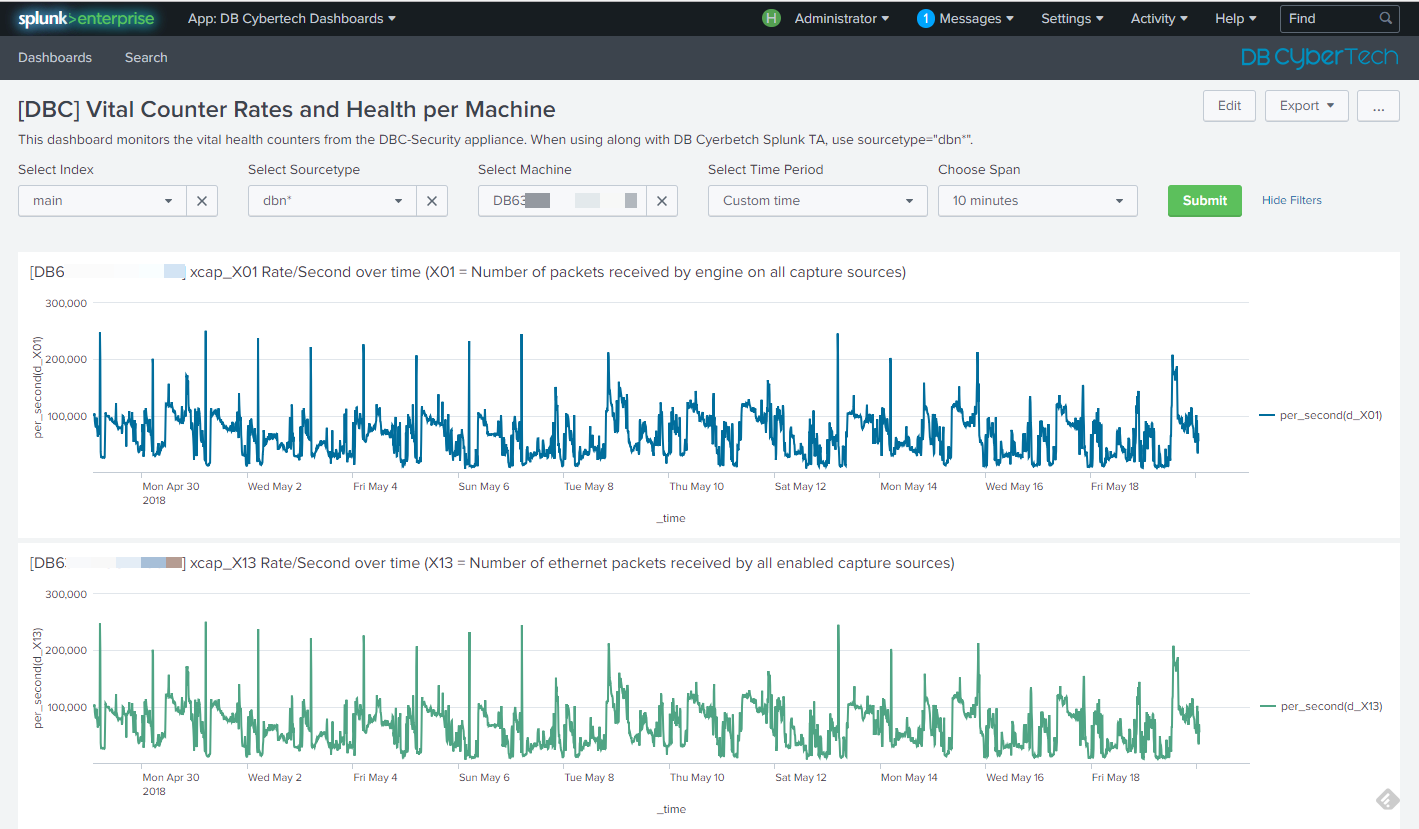 splunk>enterprise App: DB Cybertech Dashboards H Administrator 1 Messages Settings Activity Help Find
Dashboards Search DB CyberTech
[DBC] Vital Counter Rates and Health per Machine Edit Export ...
This dashboard monitors the vital health counters from the DBC-Security appliance. When using along with DB Cyerbetch Splunk TA, use sourcetype="dbn*".
Select Index Select Sourcetype Select Machine Select Time Period Choose Span
main dbn* DB63 Custom time 10 minutes Submit Hide Filters
[DB6 ] xcap_X01 Rate/Second over time (X01 = Number of packets received by engine on all capture sources)
300,000
200,000
100,000
per_second(d_X01)
per_second(d_X01)
Mon Apr 30 Wed May 2 Fri May 4 Sun May 6 Tue May 8 Thu May 10 Sat May 12 Mon May 14 Wed May 16 Fri May 18
2018
_time
[DB6 ] xcap_X13 Rate/Second over time (X13 = Number of ethernet packets received by all enabled capture sources)
300,000
200,000
100,000
per_second(d_X13)
per_second(d_X13)
Mon Apr 30 Wed May 2 Fri May 4 Sun May 6 Tue May 8 Thu May 10 Sat May 12 Mon May 14 Wed May 16 Fri May 18
2018
_time